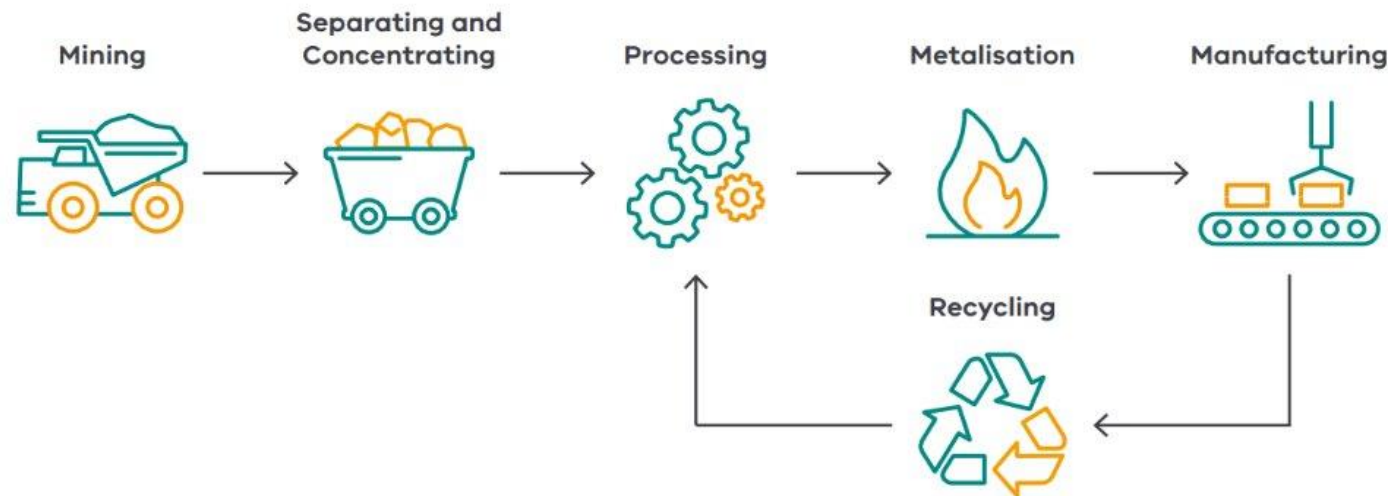 Mining
Separating and
Concentrating
Processing
Metalisation
Manufacturing
Recycling